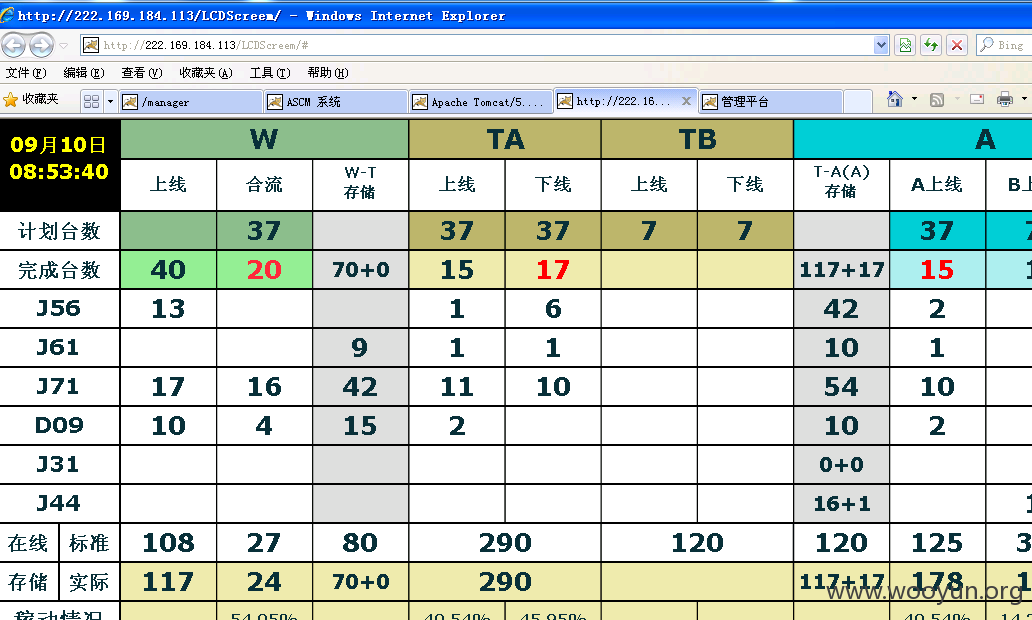 http://222.169.184.113/LCDScreem/ - Windows Internet Explorer
http://222.169.184.113/LCDScreem/# Bing
文件(F) 编辑(E) 查看(V) 收藏夹(A) 工具(T) 帮助(H)
收藏夹 /manager ASCM 系统 Apache Tomcat/5.... http://222.16... X 管理平台
09月10日 W TA TB A
08:53:40
上线 合流 W-T 存储 上线 下线 上线 下线 T-A(A) 存储 A上线
计划台数 37 37 37 7 7 37
完成台数 40 20 70+0 15 17 117+17 15
J56 13 1 6 42 2
J61 9 1 1 10 1
J71 17 16 42 11 10 54 10
D09 10 4 15 2 10 2
J31 0+0
J44 16+1
在线 标准 108 27 80 290 120 120 125
存储 实际 117 24 70+0 290 117+17 178
www.wooyun.org
稼动情况 54.05% 40.54% 45.95% 40.54%